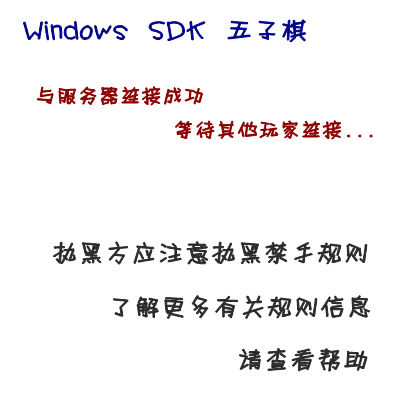 Windows SDK 五子棋
与服务器连接成功
等待其他玩家连接...
执黑方应注意执黑禁手规则
了解更多有关规则信息
请查看帮助